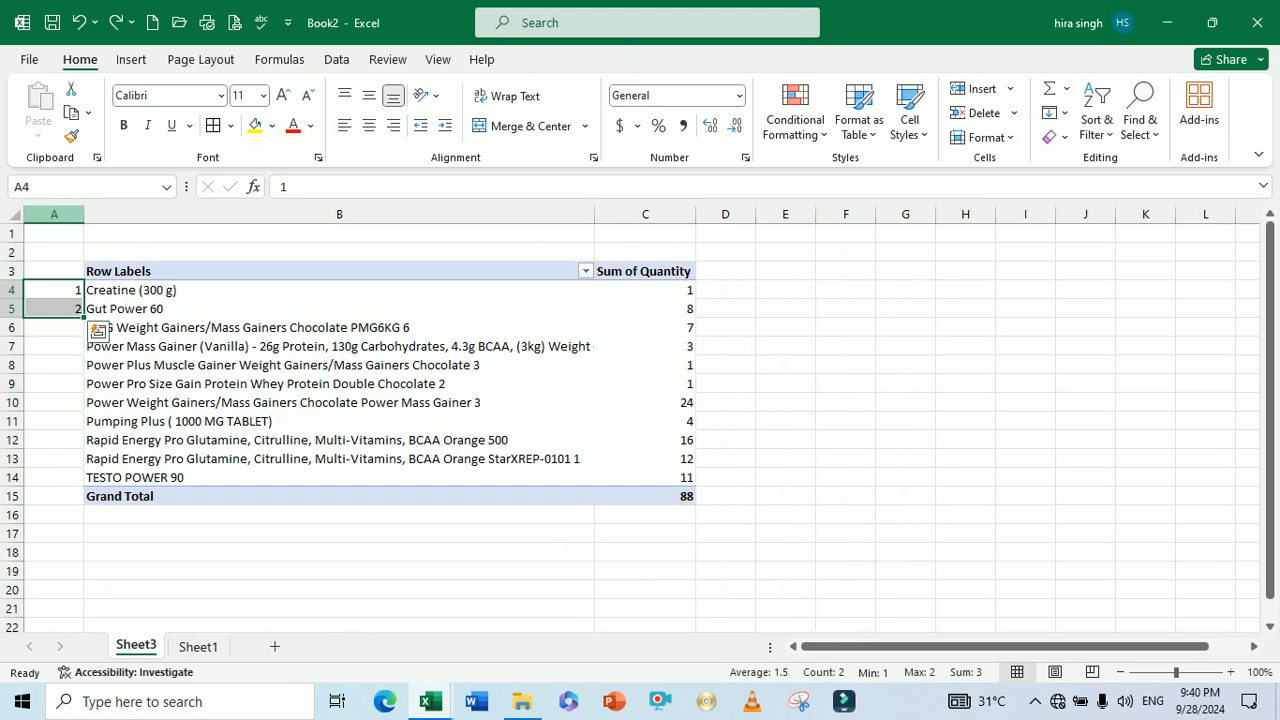 Book2 - Excel
Search
hira singh HS
File Home Insert Page Layout Formulas Data Review View Help
Share
Paste
Calibri 11
B I U
Wrap Text
Merge & Center
General
$ % 9
Conditional Formatting
Format as Table
Cell Styles
Insert
Delete
Format
Sort & Filter
Find & Select
Add-ins
Clipboard Font Alignment Number Styles Cells Editing Add-ins
A4 fx 1
A B C D E F G H I J K L
1
2
3 Row Labels Sum of Quantity
4 1 Creatine (300 g) 1
5 2 Gut Power 60 8
6 Weight Gainers/Mass Gainers Chocolate PMG6KG 6 7
7 Power Mass Gainer (Vanilla) - 26g Protein, 130g Carbohydrates, 4.3g BCAA, (3kg) Weight 3
8 Power Plus Muscle Gainer Weight Gainers/Mass Gainers Chocolate 3 1
9 Power Pro Size Gain Protein Whey Protein Double Chocolate 2 1
10 Power Weight Gainers/Mass Gainers Chocolate Power Mass Gainer 3 24
11 Pumping Plus ( 1000 MG TABLET) 4
12 Rapid Energy Pro Glutamine, Citrulline, Multi-Vitamins, BCAA Orange 500 16
13 Rapid Energy Pro Glutamine, Citrulline, Multi-Vitamins, BCAA Orange StarXREP-0101 1 12
14 TESTO POWER 90 11
15 Grand Total 88
16
17
18
19
20
21
22
Sheet3 Sheet1
Ready Accessibility: Investigate Average: 1.5 Count: 2 Min: 1 Max: 2 Sum: 3 100%
Type here to search
31°C
ENG
9:40 PM
9/28/2024